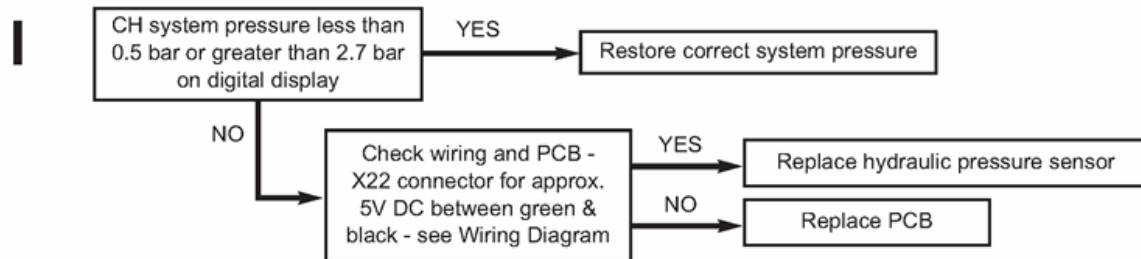 I
CH system pressure less than
0.5 bar or greater than 2.7 bar
on digital display
YES
Restore correct system pressure
NO
Check wiring and PCB -
X22 connector for approx.
5V DC between green &
black - see Wiring Diagram
YES
Replace hydraulic pressure sensor
NO
Replace PCB